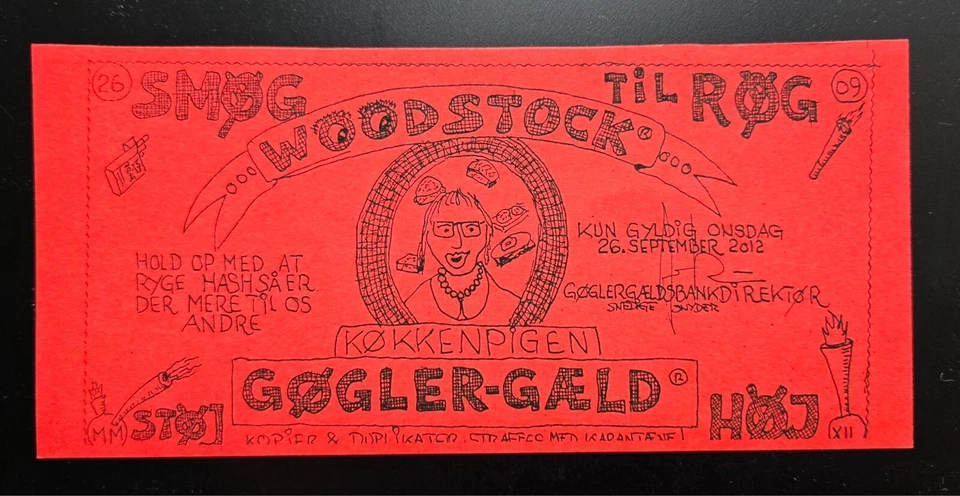 26 SMØG TIL RØG 09
WOODSTOCK ®
HOLD OP MED AT
RYGE HASH SÅ ER
DER MERE TIL OS
ANDRE
KUN GYLDIG ONSDAG
26. SEPTEMBER 2012
GØGLERGÆLDSBANKDIREKTØR
SNEDIGE SNYDER
KØKKENPIGEN
GØGLER-GÆLD ®
MM STØJ HØJ XII
KOPIER & DUPLIKATER STRAFFES MED KARANTÆNE!